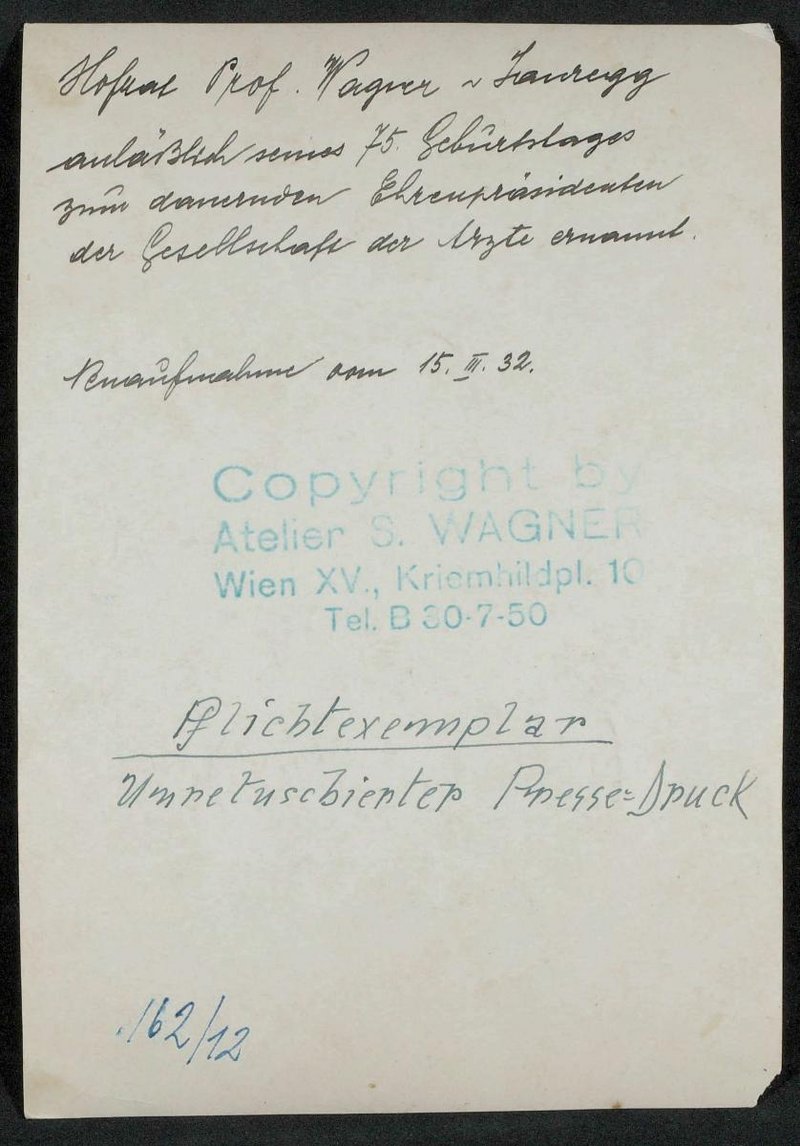 Hofrat Prof. Wagner v Jauregg
anläßlich seines 75. Geburtstages
zum dauernden Ehrenpräsidenten
der Gesellschaft der Ärzte ernannt.
Neuaufnahme vom 15. III. 32.
Copyright by
Atelier S. WAGNER
Wien XV., Kriemhildpl. 10
Tel. B 30-7-50
Pflichtexemplar
Unretuschierter Presse=Druck
162/12